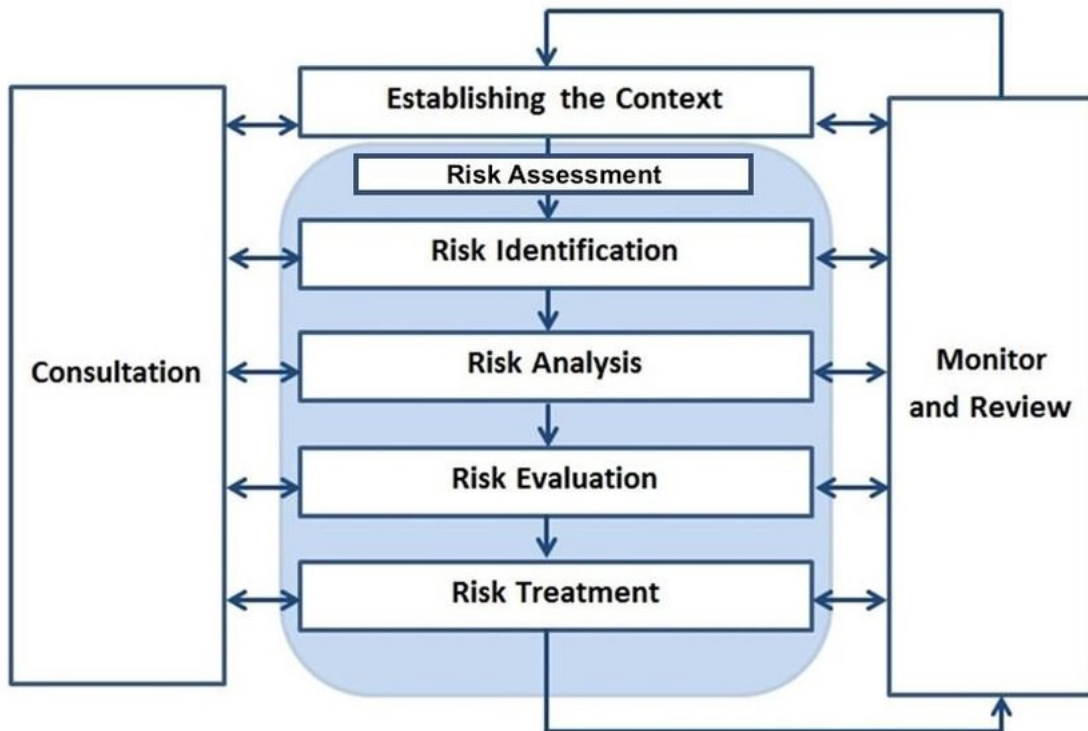 Establishing the Context
Risk Assessment
Risk Identification
Consultation
Risk Analysis
Monitor
and Review
Risk Evaluation
Risk Treatment